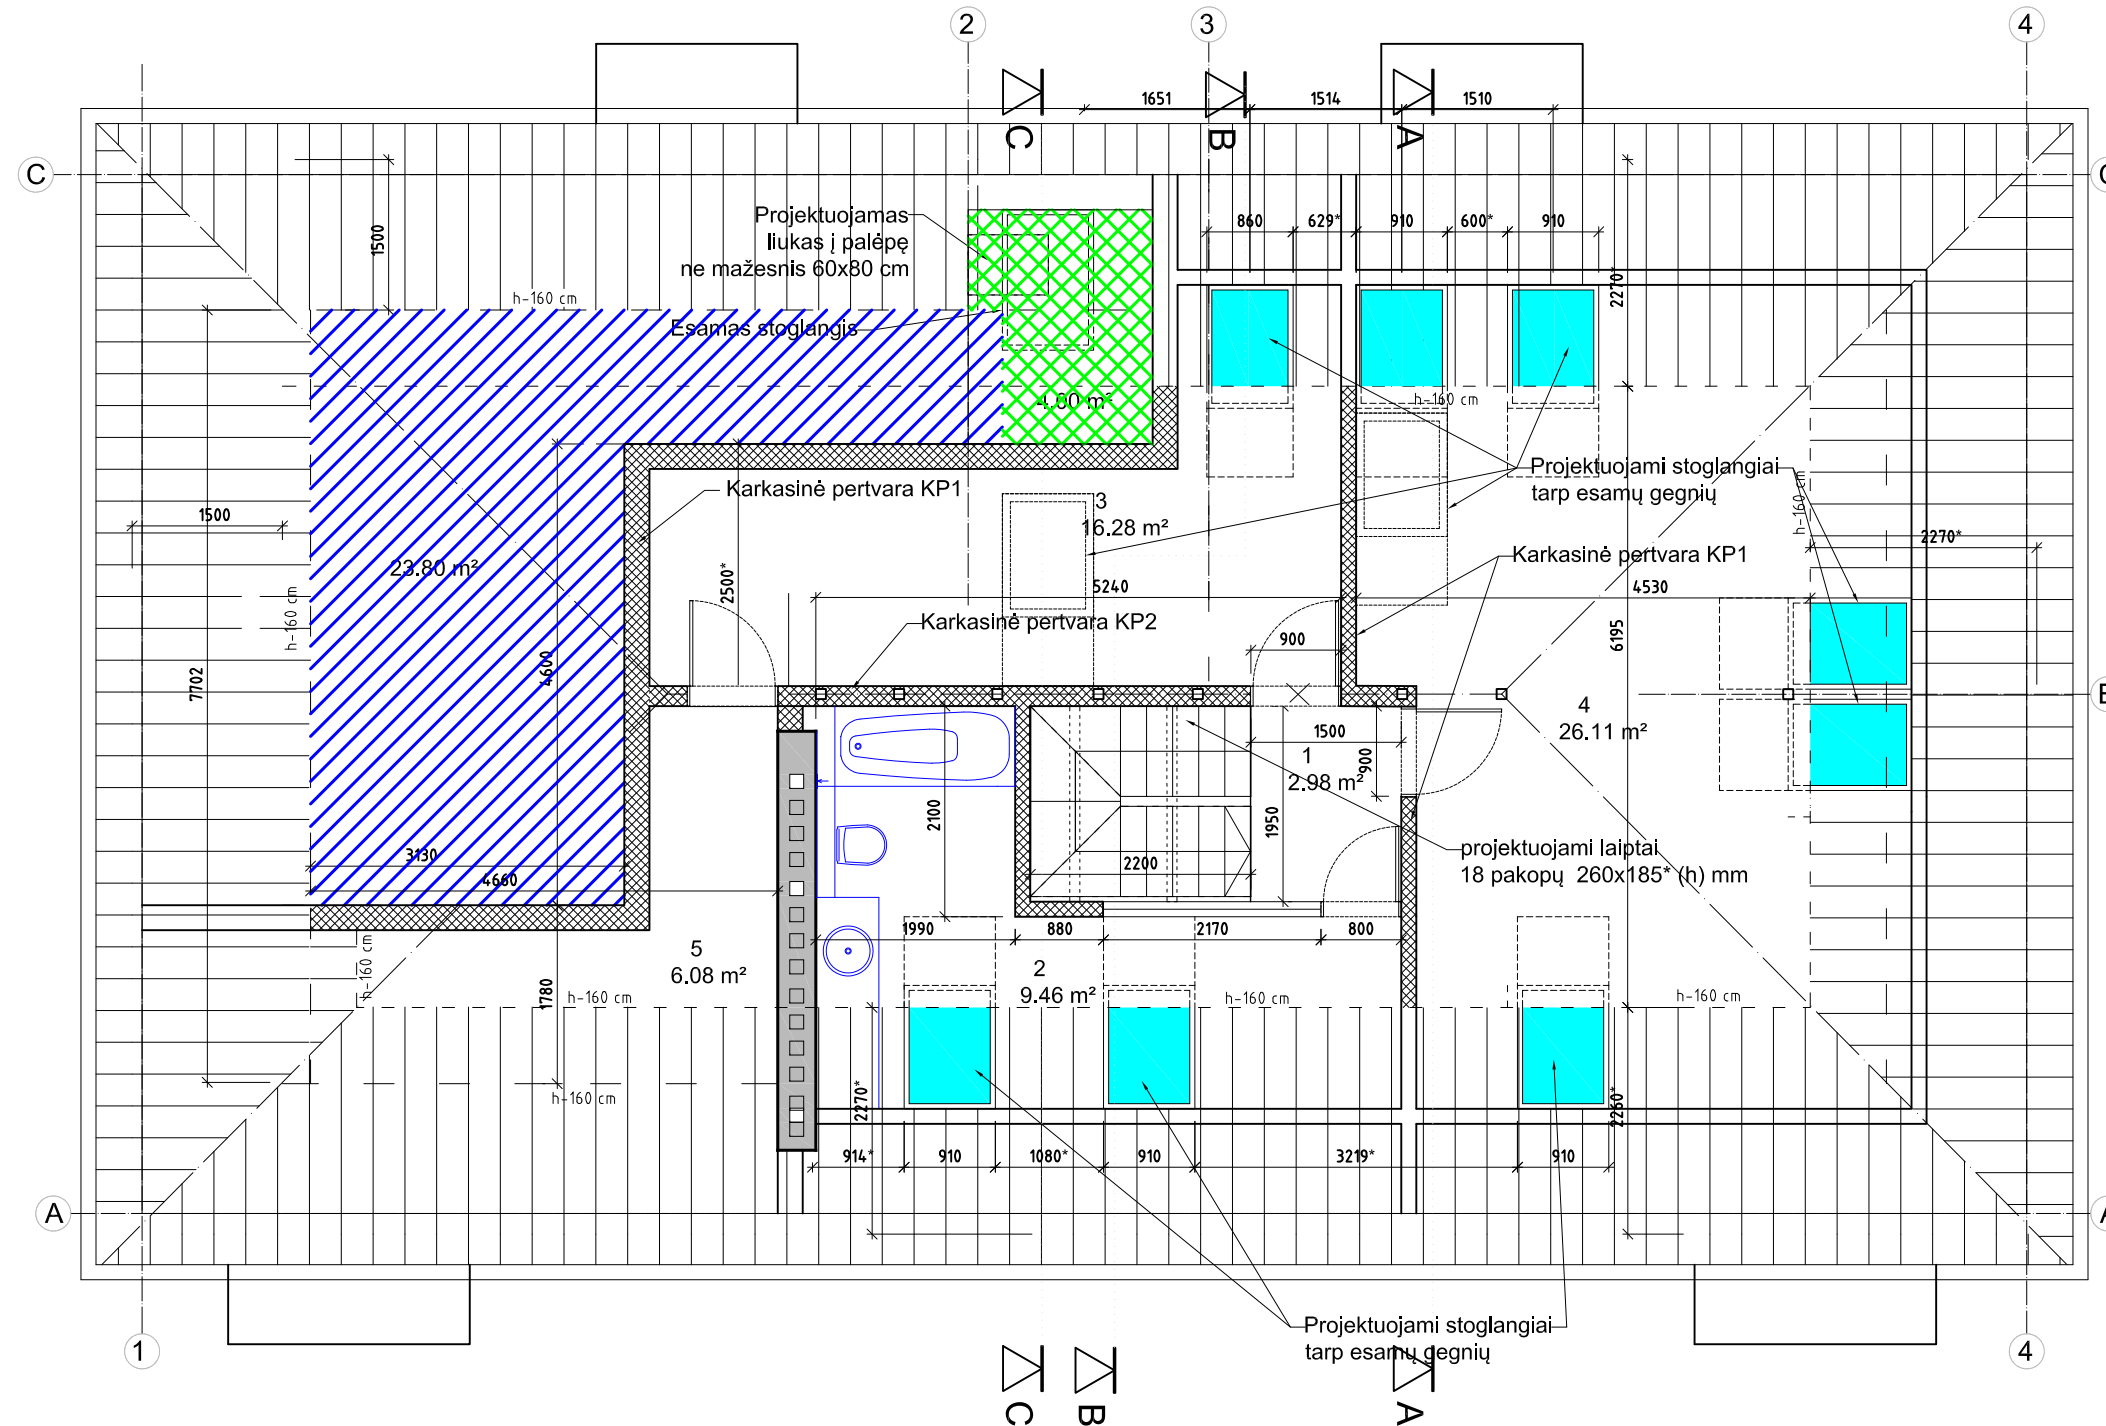 2
3
4
C
B
A
1651
1514
1510
C
C
Projektuojamas
liukas į palėpę
ne mažesnis 60x80 cm
1500
860
629*
910
600*
910
2270*
h-160 cm
Esamas stoglangis
4.00 m²
h-160 cm
Projektuojami stoglangiai
tarp esamų gegnių
Karkasinė pertvara KP1
3
16.28 m²
1500
h-160 cm
2270*
Karkasinė pertvara KP1
23.80 m²
2500*
5240
4530
h-160 cm
Karkasinė pertvara KP2
900
6195
4600
7702
B
4
26.11 m²
1500
1
2.98 m²
900
2100
1950
3130
4660
2200
projektuojami laiptai
18 pakopų 260x185* (h) mm
1990
880
2170
800
5
6.08 m²
h-160 cm
2
9.46 m²
1780
h-160 cm
h-160 cm
h-160 cm
h-160 cm
2270*
2260*
914*
910
1080*
910
3219*
910
A
A
Projektuojami stoglangiai
tarp esamų gegnių
1
4
C
B
A